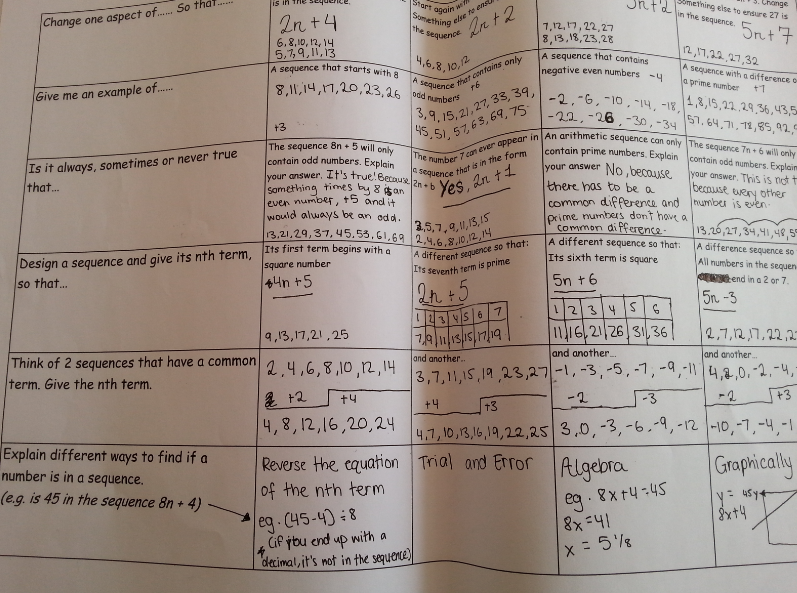 Change one aspect of...... So that......
is in the sequence.
2n + 4
6,8,10,12,14
5,7,9,11,13
Start again with
Something else to ensure
the sequence.
2n + 2
4,6,8,10,12
7,12,17,22,27
8,13,18,23,28
5n + 2
Change
something else to ensure 27 is
in the sequence.
5n + 7
12,17,22,27,32
Give me an example of......
A sequence that starts with 8
8,11,14,17,20,23,26
+3
A sequence that contains only
odd numbers +6
3,9,15,21,27,33,39,
45,51,57,63,69,75
A sequence that contains
negative even numbers -4
-2,-6,-10,-14,-18,
-22,-26,-30,-34
A sequence with a difference o
a prime number +7
1,8,15,22,29,36,43,5
57,64,71,78,85,92,9
Is it always, sometimes or never true
that...
The sequence 8n + 5 will only
contain odd numbers. Explain
your answer. It's true! Because
something times by 8 is an
even number, +5 and it
would always be an odd.
13,21,29,37,45,53,61,69
The number 7 can ever appear in
a sequence that is in the form
2n + b Yes, 2n + 1
3,5,7,9,11,13,15
2,4,6,8,10,12,14
An arithmetic sequence can only
contain prime numbers. Explain
your answer No, because
there has to be a
common difference and
prime numbers don't have a
common difference.
The sequence 7n + 6 will only
contain odd numbers. Explain
your answer. This is not t
because every other
number is even.
13,20,27,34,41,48,55
Design a sequence and give its nth term,
so that...
Its first term begins with a
square number
4n + 5
9,13,17,21,25
A different sequence so that:
Its seventh term is prime
2n + 5
1 2 3 4 5 6 7
7 9 11 13 15 17 19
A different sequence so that:
Its sixth term is square
5n + 6
1 2 3 4 5 6
11 16 21 26 31 36
A difference sequence so
All numbers in the sequen
end in a 2 or 7.
5n - 3
2,7,12,17,22,2
Think of 2 sequences that have a common
term. Give the nth term.
2,4,6,8,10,12,14
+2 +4
4,8,12,16,20,24
and another...
3,7,11,15,19,23,27
+4 +3
4,7,10,13,16,19,22,25
and another...
-1,-3,-5,-7,-9,-11
-2 -3
3,0,-3,-6,-9,-12
and another...
4,2,0,-2,-4,
-2 +3
-10,-7,-4,-1
Explain different ways to find if a
number is in a sequence.
(e.g. is 45 in the sequence 8n + 4)
Reverse the equation
of the nth term
eg. (45-4) ÷ 8
(if you end up with a
decimal, it's not in the sequence)
Trial and Error
Algebra
eg. 8x+4=45
8x=41
x = 5 1/8
Graphically
y = 45
8x+4
y